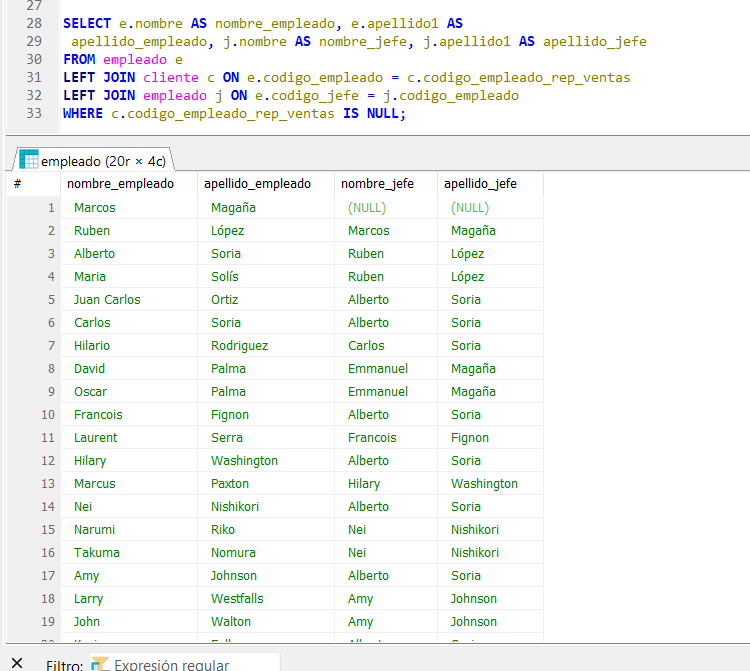 27
28 SELECT e.nombre AS nombre_empleado, e.apellido1 AS
29 apellido_empleado, j.nombre AS nombre_jefe, j.apellido1 AS apellido_jefe
30 FROM empleado e
31 LEFT JOIN cliente c ON e.codigo_empleado = c.codigo_empleado_rep_ventas
32 LEFT JOIN empleado j ON e.codigo_jefe = j.codigo_empleado
33 WHERE c.codigo_empleado_rep_ventas IS NULL;
empleado (20r × 4c)
# nombre_empleado apellido_empleado nombre_jefe apellido_jefe
1 Marcos Magaña (NULL) (NULL)
2 Ruben López Marcos Magaña
3 Alberto Soria Ruben López
4 Maria Solís Ruben López
5 Juan Carlos Ortiz Alberto Soria
6 Carlos Soria Alberto Soria
7 Hilario Rodriguez Carlos Soria
8 David Palma Emmanuel Magaña
9 Oscar Palma Emmanuel Magaña
10 Francois Fignon Alberto Soria
11 Laurent Serra Francois Fignon
12 Hilary Washington Alberto Soria
13 Marcus Paxton Hilary Washington
14 Nei Nishikori Alberto Soria
15 Narumi Riko Nei Nishikori
16 Takuma Nomura Nei Nishikori
17 Amy Johnson Alberto Soria
18 Larry Westfalls Amy Johnson
19 John Walton Amy Johnson
Filtro: Expresión regular